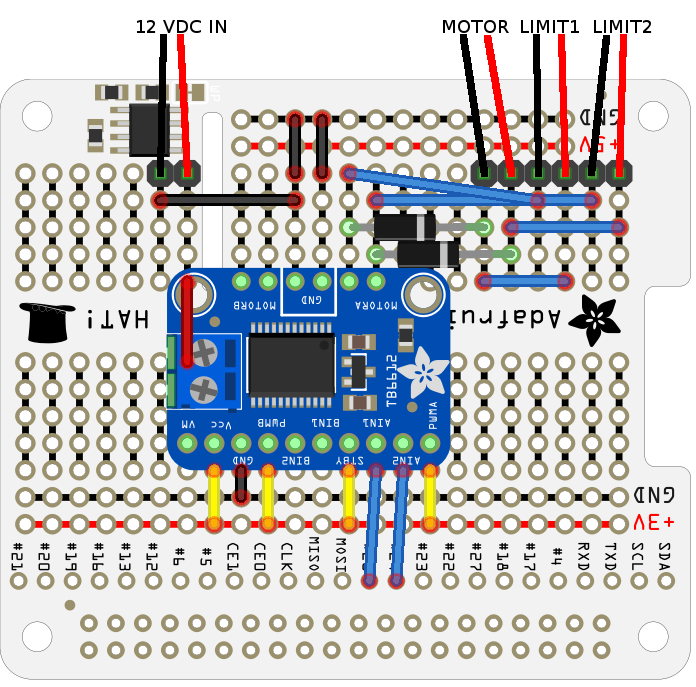 12 VDC IN
MOTOR LIMIT1 LIMIT2
GND
+5V
HAT!
Adafruit
MOTORB
GND
MOTORA
TB6612
VM
Vcc
GND
PWMB
BIN2
BIN1
STBY
AIN1
AIN2
PWMA
GND
+3V
#21
#20
#19
#16
#13
#12
#6
#5
CE1
CE0
CLK
MISO
MOSI
#23
#22
#27
#18
#17
#4
RXD
TXD
SCL
SDA